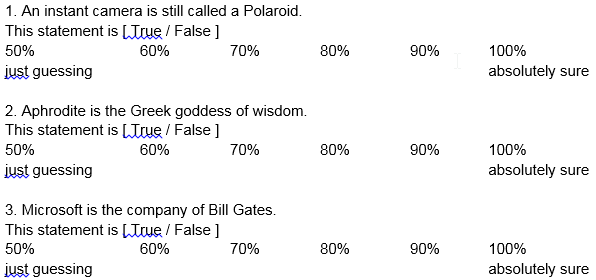 1. An instant camera is still called a Polaroid.
This statement is [ True / False ]
50% 60% 70% 80% 90% 100%
just guessing absolutely sure
2. Aphrodite is the Greek goddess of wisdom.
This statement is [ True / False ]
50% 60% 70% 80% 90% 100%
just guessing absolutely sure
3. Microsoft is the company of Bill Gates.
This statement is [ True / False ]
50% 60% 70% 80% 90% 100%
just guessing absolutely sure